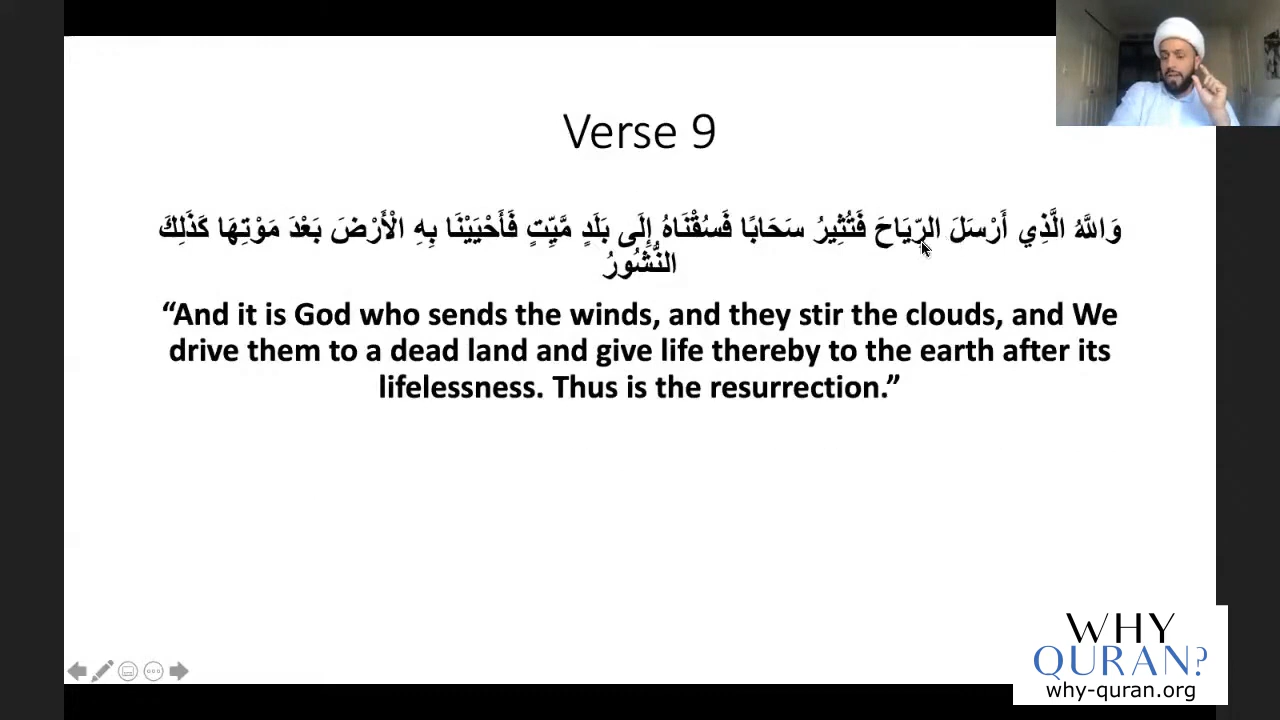 Verse 9
وَاللَّهُ الَّذِي أَرْسَلَ الرِّيَاحَ فَتُثِيرُ سَحَابًا فَسُقْنَاهُ إِلَى بَلَدٍ مَّيِّتٍ فَأَحْيَيْنَا بِهِ الْأَرْضَ بَعْدَ مَوْتِهَا كَذَلِكَ
النُّشُورُ
“And it is God who sends the winds, and they stir the clouds, and We
drive them to a dead land and give life thereby to the earth after its
lifelessness. Thus is the resurrection.”
WHY
QURAN?
why-quran.org